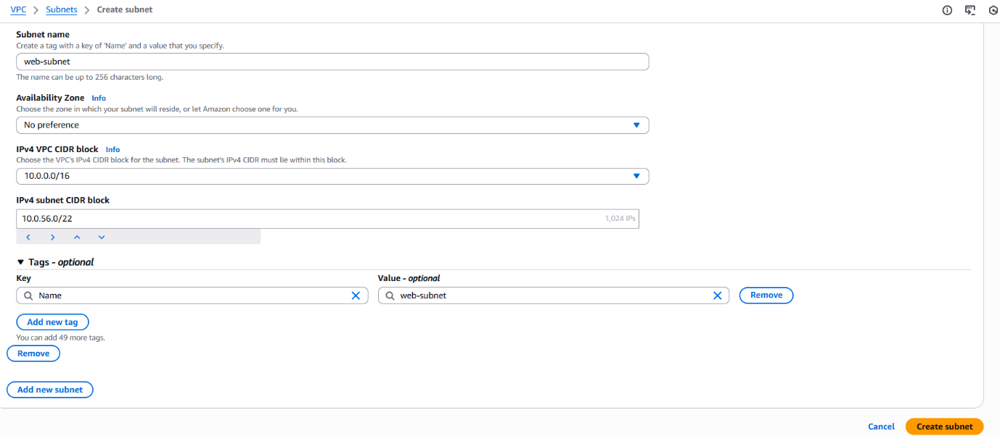 VPC > Subnets > Create subnet
Subnet name
Create a tag with a key of 'Name' and a value that you specify.
web-subnet
The name can be up to 256 characters long.
Availability Zone Info
Choose the zone in which your subnet will reside, or let Amazon choose one for you.
No preference
IPv4 VPC CIDR block Info
Choose the VPC's IPv4 CIDR block for the subnet. The subnet's IPv4 CIDR must lie within this block.
10.0.0.0/16
IPv4 subnet CIDR block
10.0.56.0/22 1,024 IPs
Tags - optional
Key Value - optional
Name web-subnet Remove
Add new tag
You can add 49 more tags.
Remove
Add new subnet
Cancel Create subnet